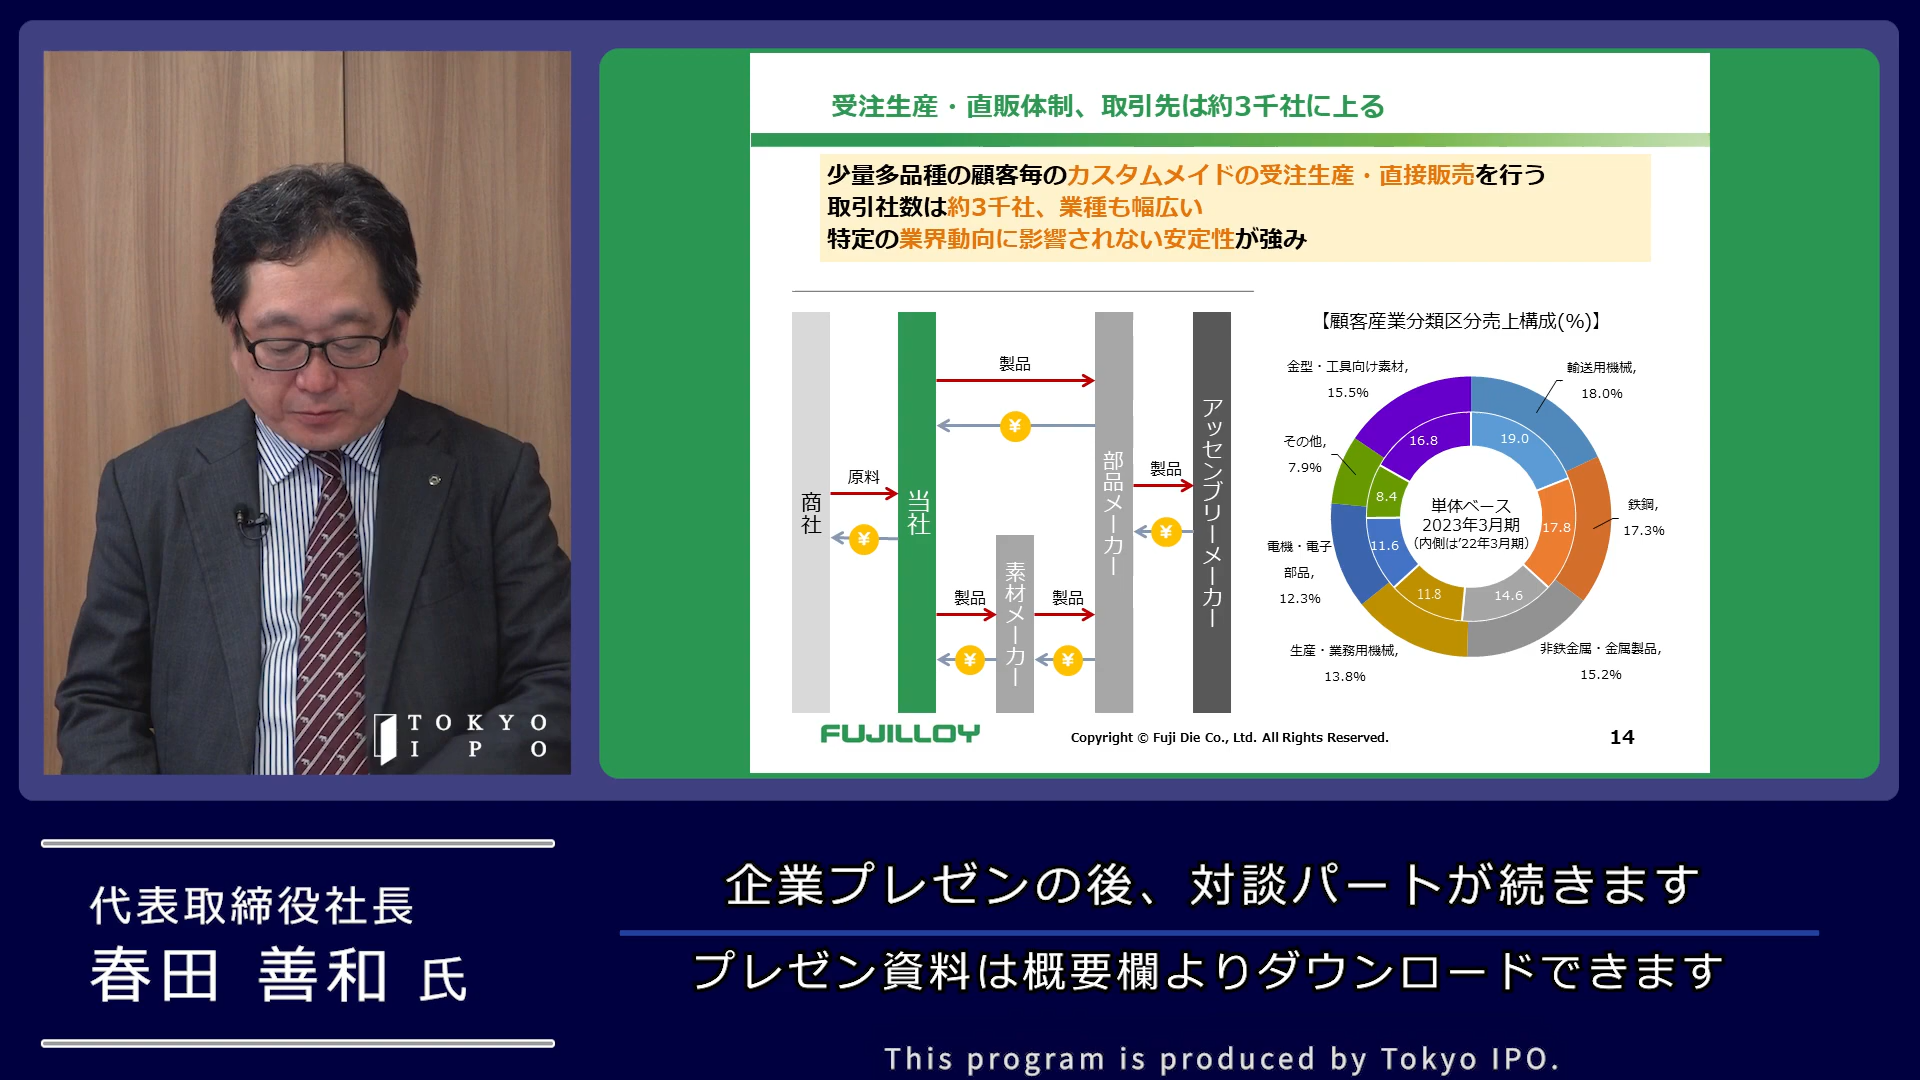 受注生産・直販体制、取引先は約3千社に上る
少量多品種の顧客毎のカスタムメイドの受注生産・直接販売を行う
取引社数は約3千社、業種も幅広い
特定の業界動向に影響されない安定性が強み
商社
原料
¥
当社
製品
¥
製品
¥
素材メーカー
製品
¥
部品メーカー
製品
¥
アッセンブリーメーカー
【顧客産業分類区分売上構成(%)】
金型・工具向け素材,
15.5%
輸送用機械,
18.0%
その他,
7.9%
鉄鋼,
17.3%
電機・電子
部品,
12.3%
生産・業務用機械,
13.8%
非鉄金属・金属製品,
15.2%
16.8
19.0
8.4
17.8
11.6
11.8
14.6
単体ベース
2023年3月期
(内側は'22年3月期)
FUJILLOY
Copyright © Fuji Die Co., Ltd. All Rights Reserved.
14
TOKYO
IPO
代表取締役社長
春田 善和 氏
企業プレゼンの後、対談パートが続きます
プレゼン資料は概要欄よりダウンロードできます
This program is produced by Tokyo IPO.